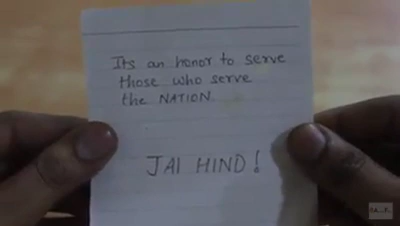 Its an honor to serve
those who serve
the NATION.
JAI HIND!